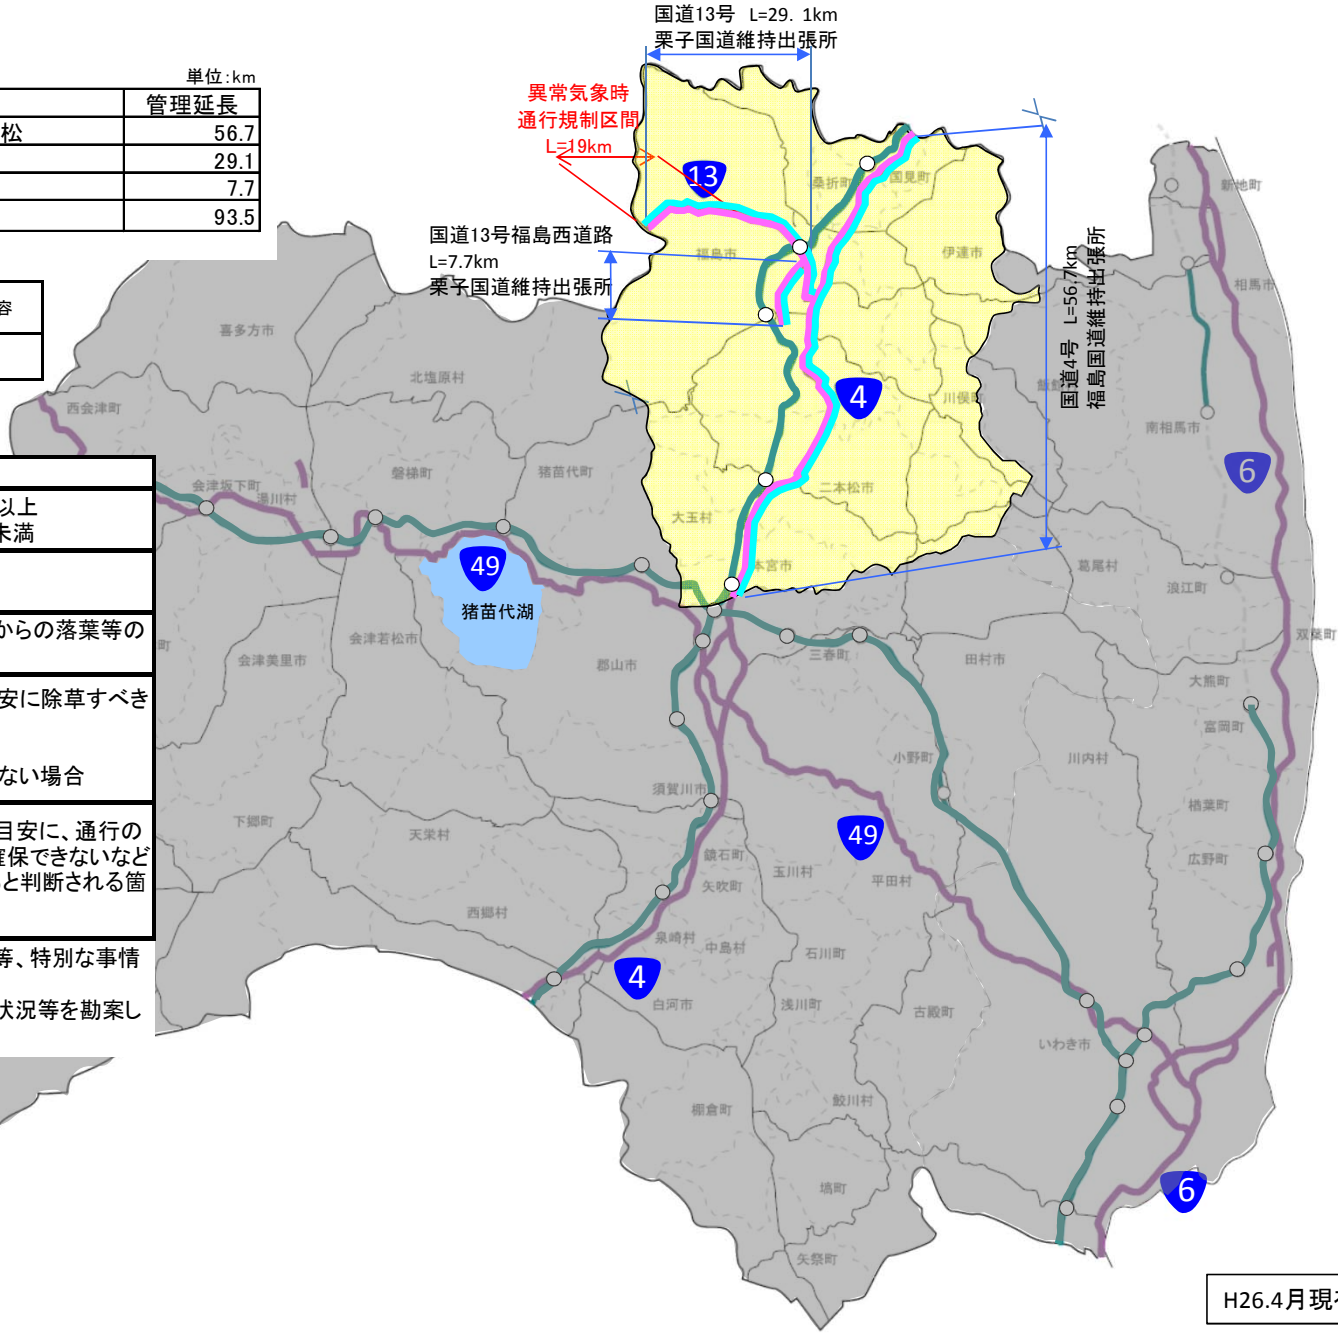 国道13号 L=29. 1km
栗子国道維持出張所
単位:km
管理延長
松 56.7
29.1
7.7
93.5
異常気象時
通行規制区間
L=19km
13
国道13号福島西道路
L=7.7km
栗子国道維持出張所
国道4号 L=56.7km
福島国道維持出張所
容
桑折町
国見町
新地町
福島市
伊達市
相馬市
喜多方市
北塩原村
西会津町
4
川俣町
南相馬市
6
会津坂下町
湯川村
磐梯町
猪苗代町
二本松市
大玉村
以上
未満
49
猪苗代湖
本宮市
葛尾村
浪江町
からの落葉等の
町
会津若松市
会津美里市
郡山市
三春町
田村市
双葉町
大熊町
安に除草すべき
富岡町
ない場合
小野町
川内村
須賀川市
楢葉町
下郷町
天栄村
目安に、通行の
確保できないなど
と判断される箇
49
鏡石町
矢吹町
玉川村
平田村
広野町
西郷村
泉崎村
中島村
石川町
等、特別な事情
4
白河市
浅川町
古殿町
状況等を勘案し
いわき市
棚倉町
鮫川村
塙町
6
矢祭町
H26.4月現